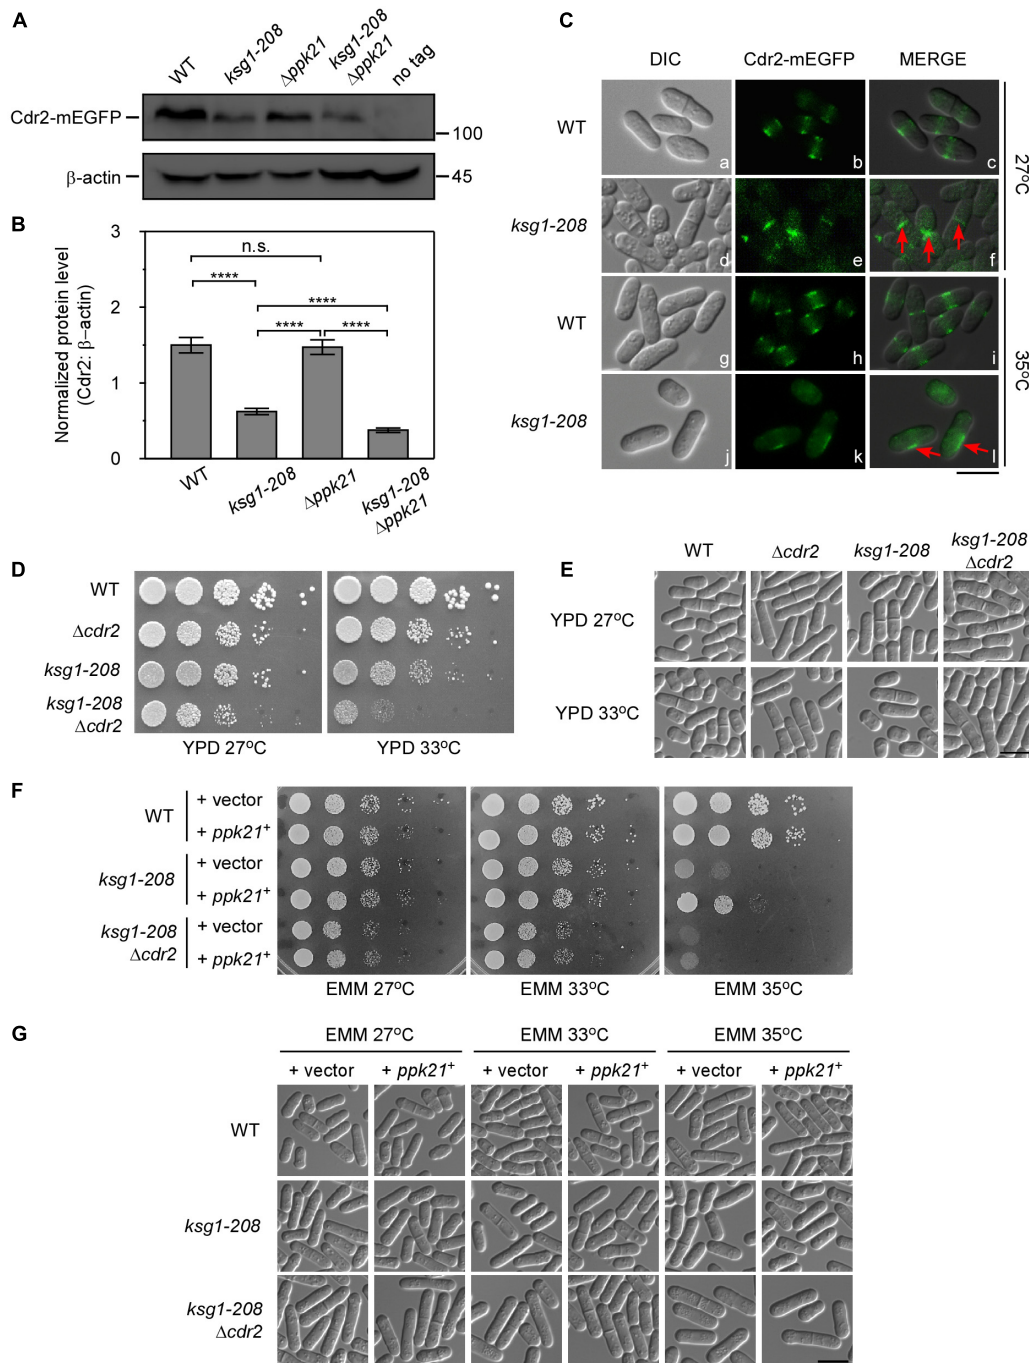 A
WT
ksg1-208
Δppk21
ksg1-208
Δppk21
no tag
Cdr2-mEGFP
100
β-actin
45
B
Normalized protein level
(Cdr2: β–actin)
3
2
1
0
n.s.
****
****
****
****
WT
ksg1-208
Δppk21
ksg1-208
Δppk21
C
DIC
Cdr2-mEGFP
MERGE
WT
a
b
c
ksg1-208
d
e
f
27°C
WT
g
h
i
ksg1-208
j
k
l
35°C
D
WT
Δcdr2
ksg1-208
ksg1-208
Δcdr2
YPD 27°C
YPD 33°C
E
WT
Δcdr2
ksg1-208
ksg1-208
Δcdr2
YPD 27°C
YPD 33°C
F
WT
+ vector
+ ppk21+
ksg1-208
+ vector
+ ppk21+
ksg1-208
Δcdr2
+ vector
+ ppk21+
EMM 27°C
EMM 33°C
EMM 35°C
G
EMM 27°C
EMM 33°C
EMM 35°C
+ vector
+ ppk21+
+ vector
+ ppk21+
+ vector
+ ppk21+
WT
ksg1-208
ksg1-208
Δcdr2